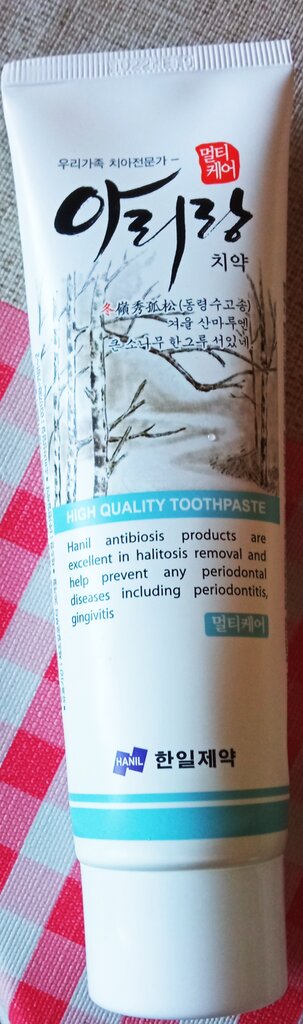 우리가족 치아전문가 –
멀티
케어
아리랑
치약
冬嶺秀孤松(동령수고송)
겨울 산마루엔
큰 소나무 한그루 서있네
HIGH QUALITY TOOTHPASTE
Hanil antibiosis products are
excellent in halitosis removal and
help prevent any periodontal
diseases including periodontitis,
gingivitis
멀티케어
HANIL 한일제약